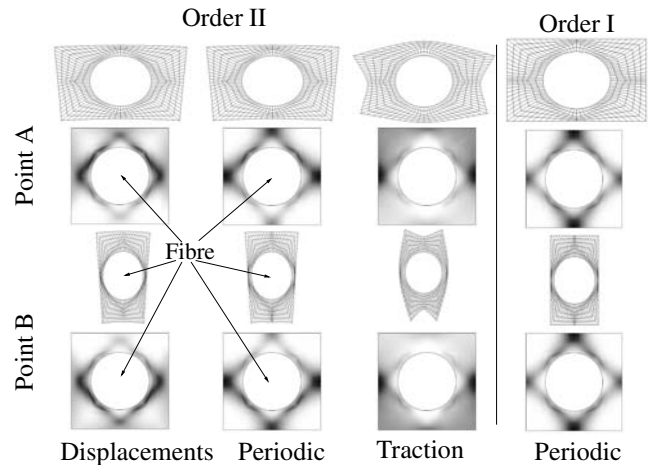 Order II
Order I
Point A
Fibre
Point B
Displacements
Periodic
Traction
Periodic